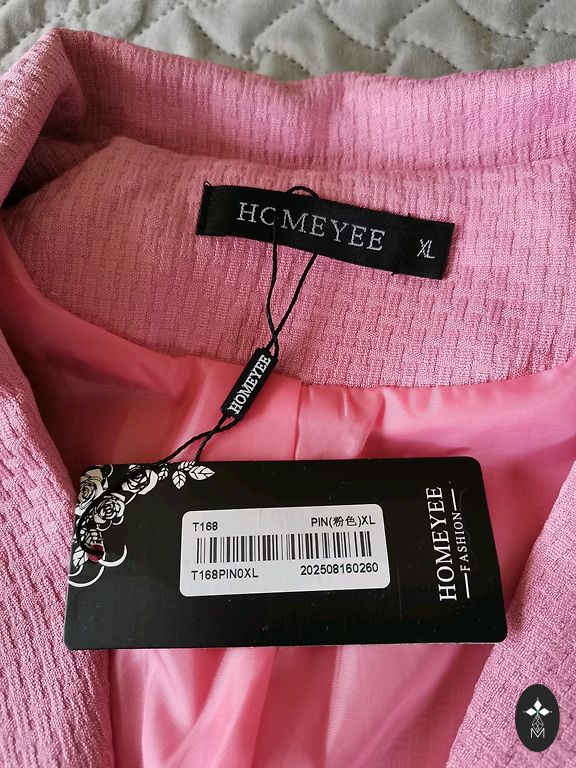 HOMEYEE
XL
HOMEYEE
T168 PIN(粉色)XL
T168PIN0XL 202508160260
HOMEYEE
FASHION